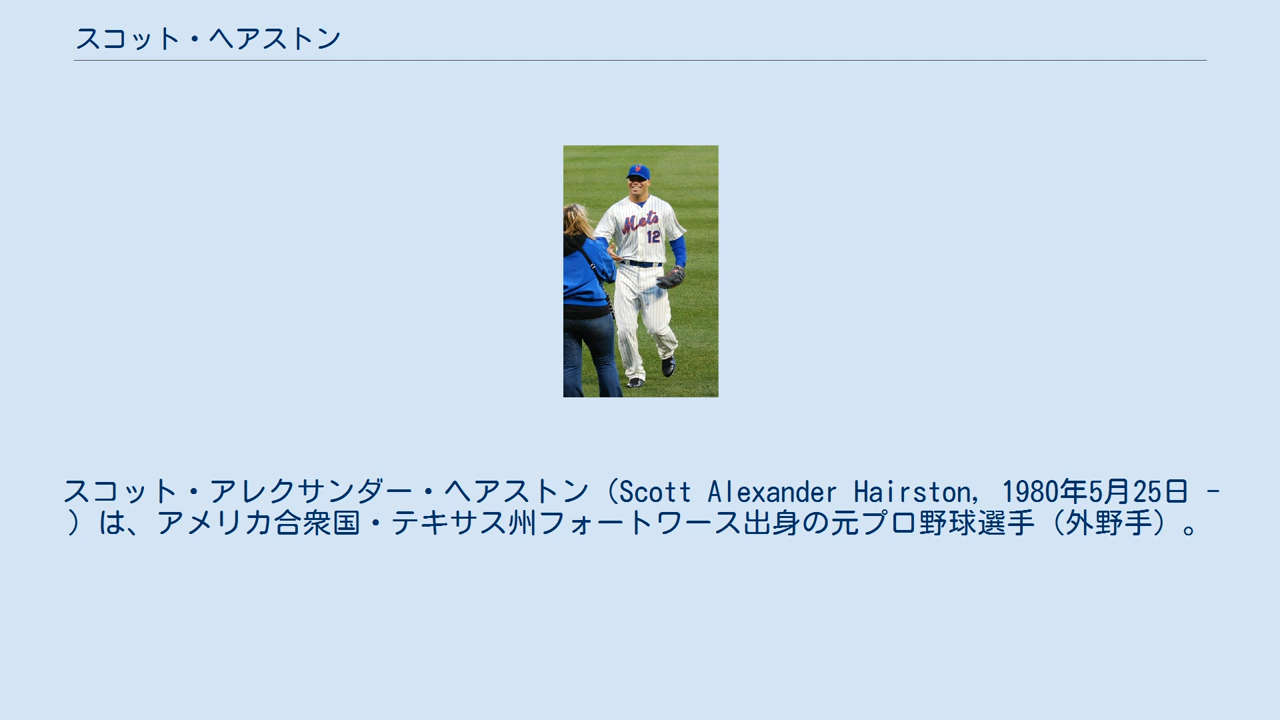 スコット・ヘアストン
Mets
12
スコット・アレクサンダー・ヘアストン（Scott Alexander Hairston, 1980年5月25日 -
）は、アメリカ合衆国・テキサス州フォートワース出身の元プロ野球選手（外野手）。